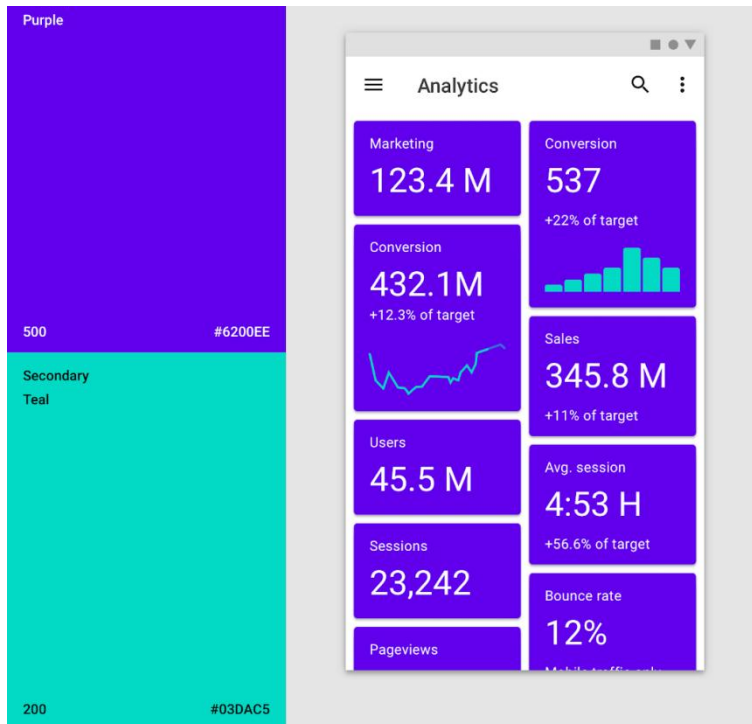 Purple
500 #6200EE
Secondary
Teal
200 #03DAC5
Analytics
Marketing
123.4 M
Conversion
432.1M
+12.3% of target
Users
45.5 M
Sessions
23,242
Pageviews
Conversion
537
+22% of target
Sales
345.8 M
+11% of target
Avg. session
4:53 H
+56.6% of target
Bounce rate
12%